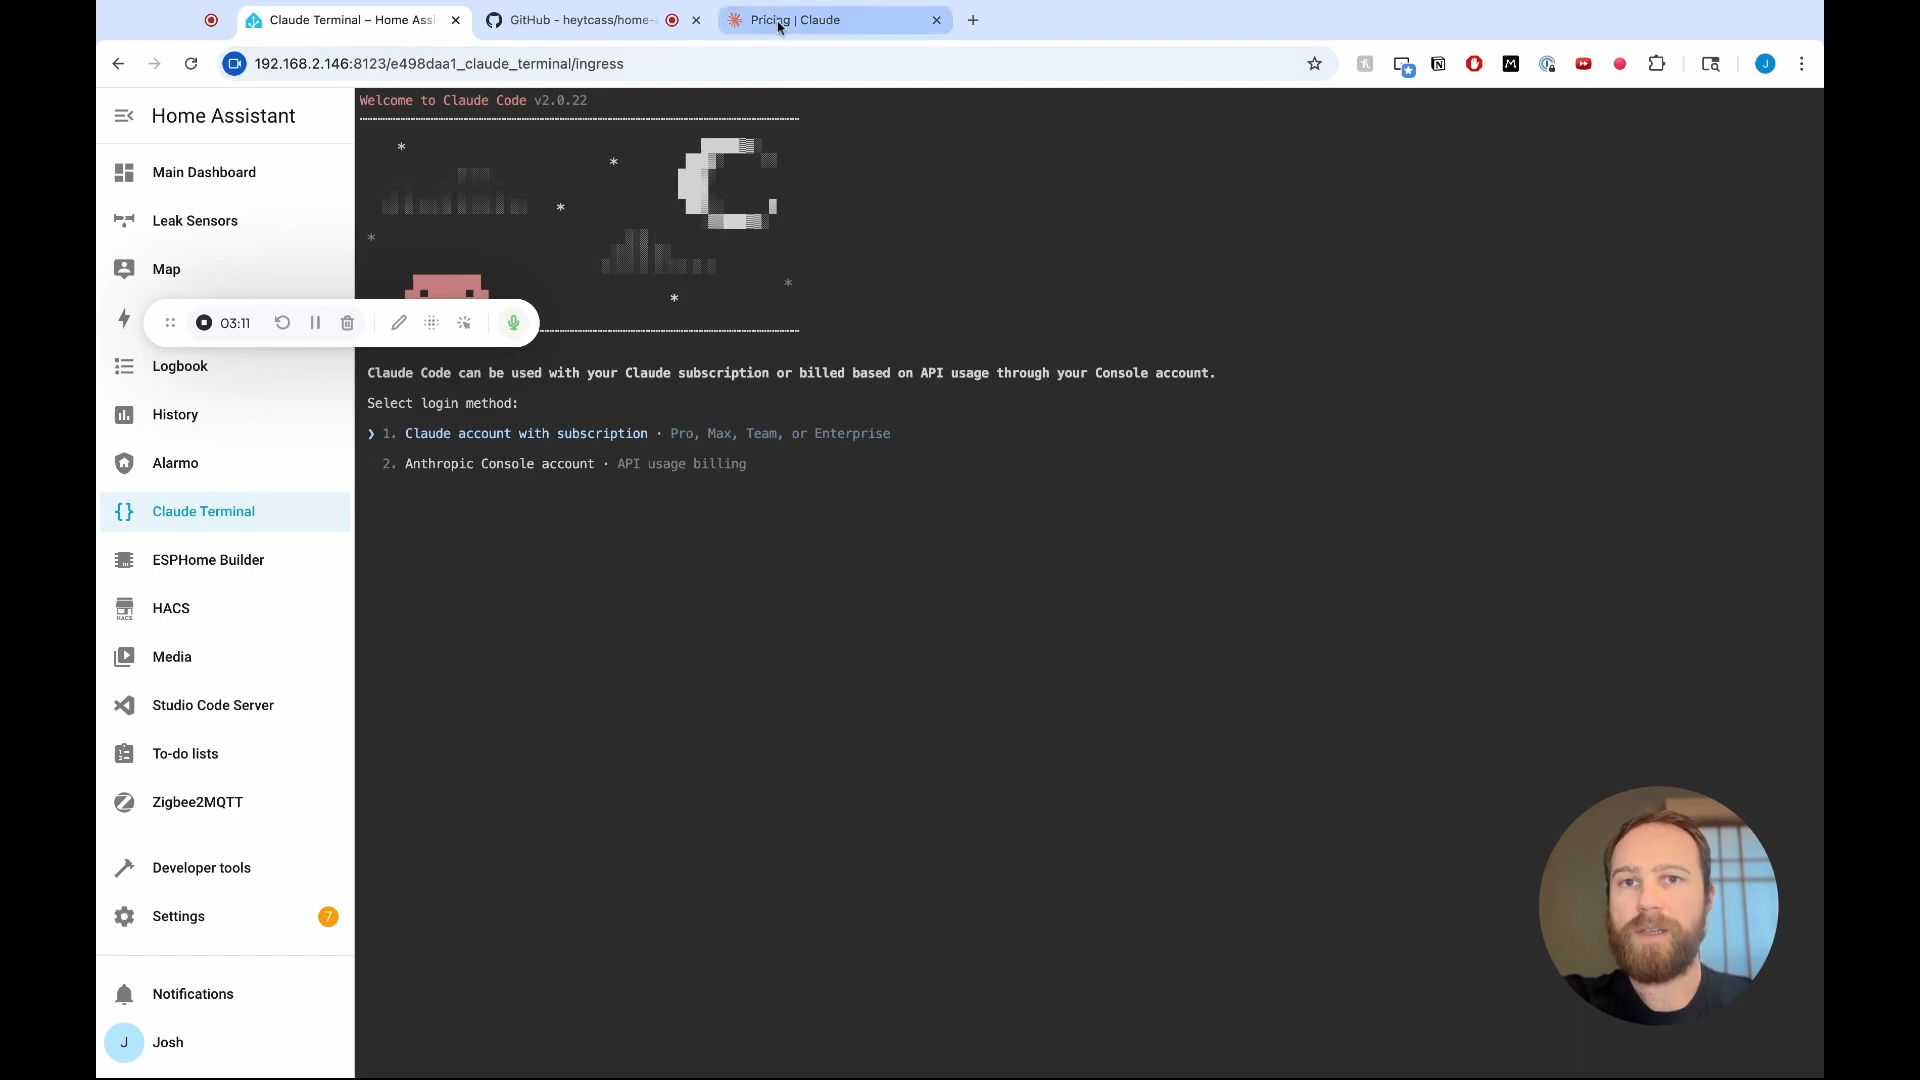 Claude Terminal – Home Assi
GitHub - heytcass/home-
Pricing | Claude
192.168.2.146:8123/e498daa1_claude_terminal/ingress
Home Assistant
Main Dashboard
Leak Sensors
Map
Logbook
History
Alarmo
Claude Terminal
ESPHome Builder
HACS
HACS
Media
Studio Code Server
To-do lists
Zigbee2MQTT
Developer tools
Settings
7
Notifications
J
Josh
03:11
Welcome to Claude Code v2.0.22
Claude Code can be used with your Claude subscription or billed based on API usage through your Console account.
Select login method:
❯ 1. Claude account with subscription · Pro, Max, Team, or Enterprise
2. Anthropic Console account · API usage billing
J